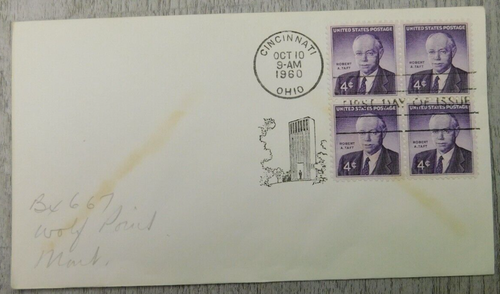 CINCINNATI
OCT 10
9-AM
1960
OHIO
UNITED STATES POSTAGE
ROBERT
A. TAFT
4¢
UNITED STATES POSTAGE
ROBERT
A. TAFT
4¢
FIRST DAY OF ISSUE
UNITED STATES POSTAGE
ROBERT
A. TAFT
4¢
UNITED STATES POSTAGE
ROBERT
A. TAFT
4¢
Bx 667
Wolf Point
Mont.